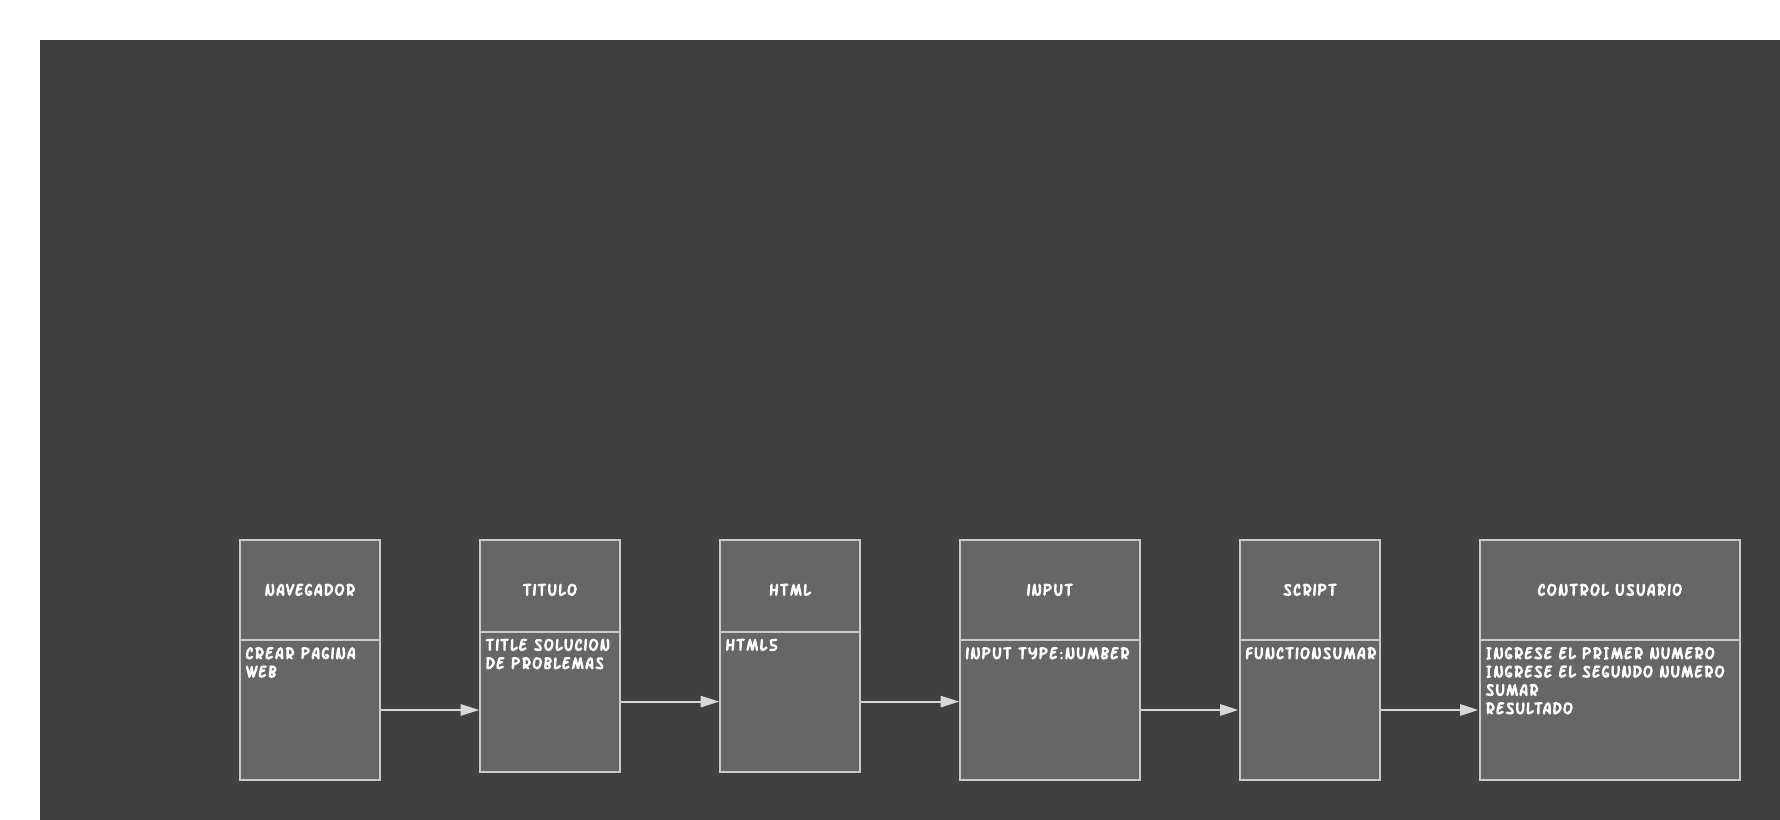 NAVEGADOR
CREAR PAGINA
WEB
TITULO
TITLE SOLUCION
DE PROBLEMAS
HTML
HTML5
INPUT
INPUT TYPE:NUMBER
SCRIPT
FUNCTIONSUMAR
CONTROL USUARIO
INGRESE EL PRIMER NUMERO
INGRESE EL SEGUNDO NUMERO
SUMAR
RESULTADO